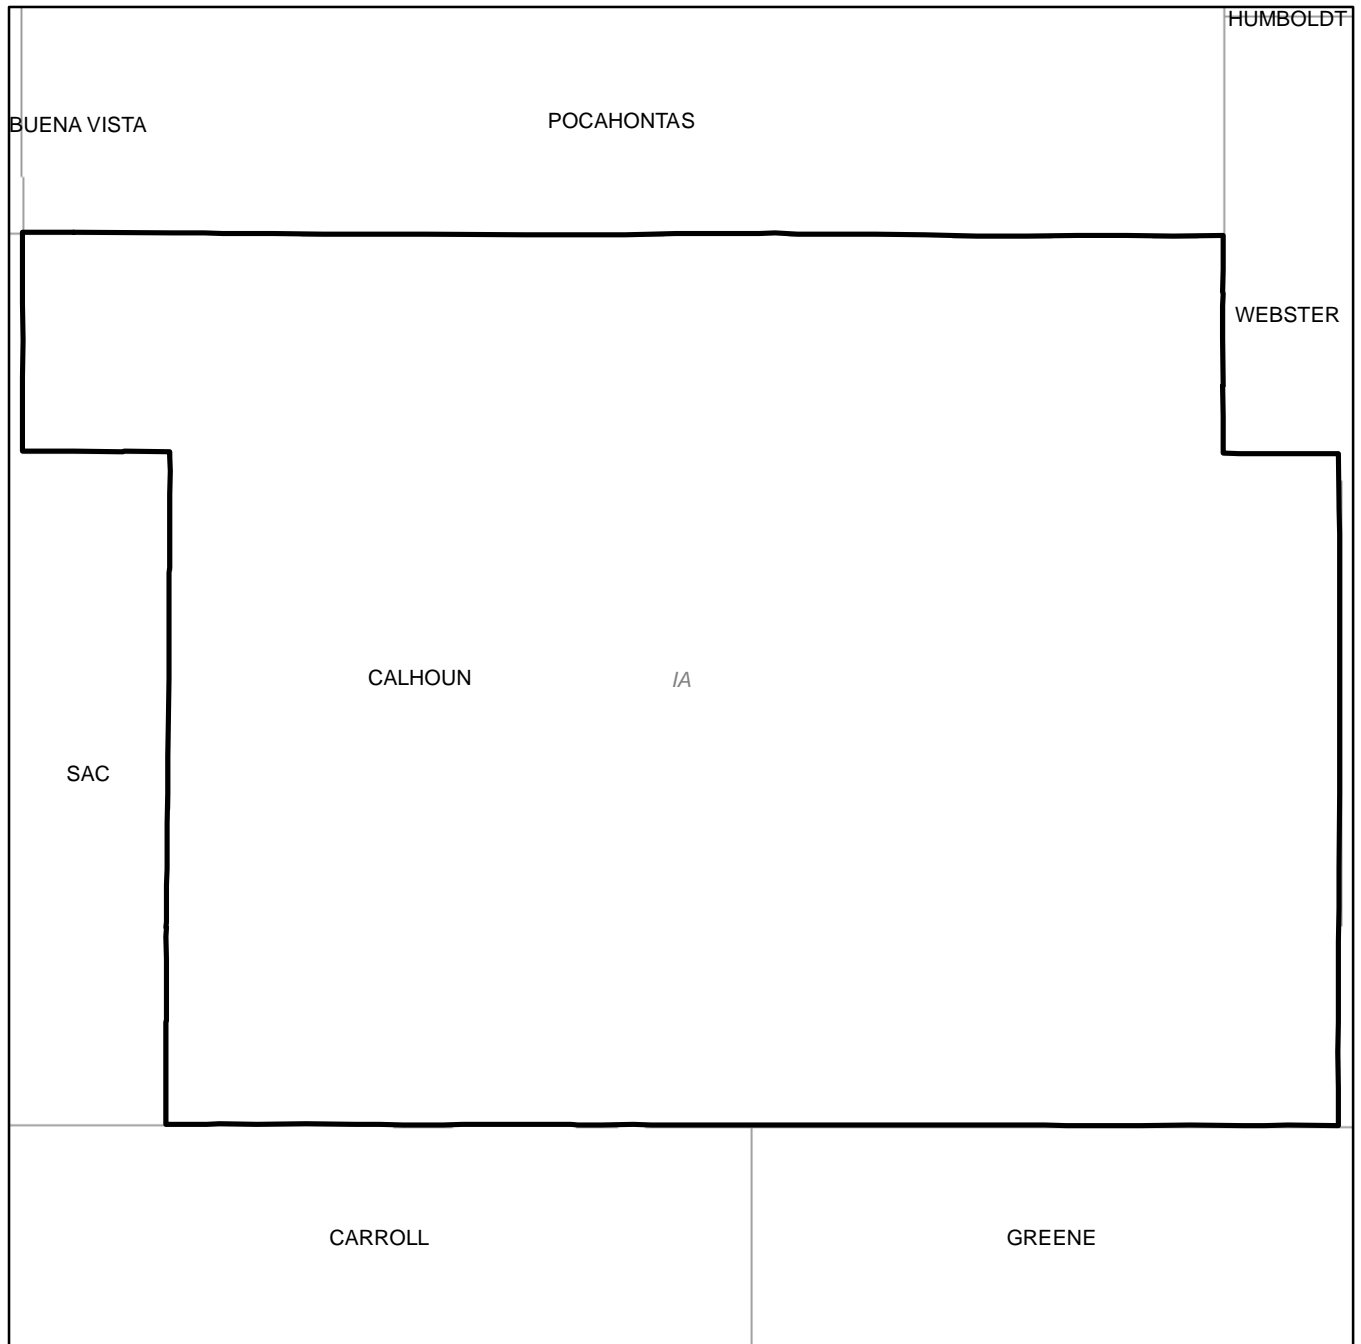 HUMBOLDT
POCAHONTAS
BUENA VISTA
WEBSTER
CALHOUN
IA
SAC
CARROLL
GREENE